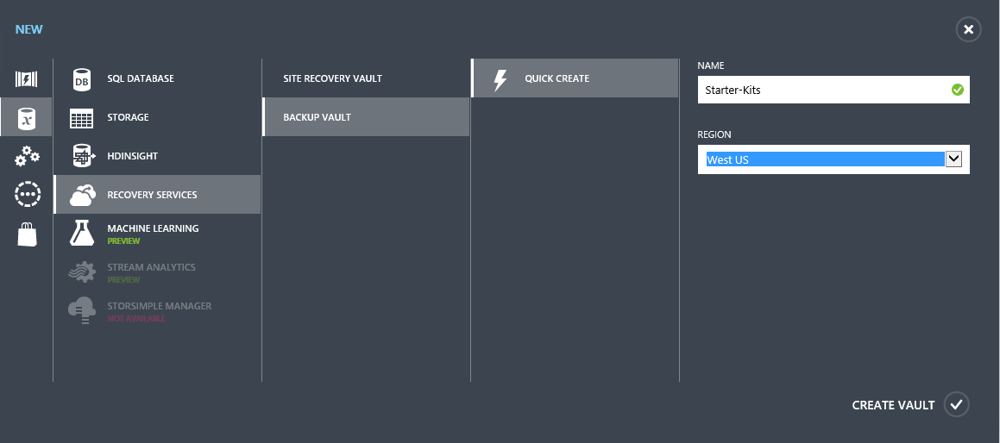 NEW
SQL DATABASE
STORAGE
HDINSIGHT
RECOVERY SERVICES
MACHINE LEARNING
PREVIEW
STREAM ANALYTICS
PREVIEW
STORSIMPLE MANAGER
NOT AVAILABLE
DB
x
SITE RECOVERY VAULT
BACKUP VAULT
QUICK CREATE
NAME
Starter-Kits
REGION
West US
CREATE VAULT